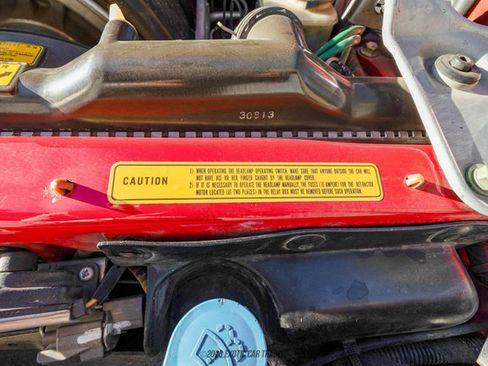 30913
CAUTION
1) WHEN OPERATING THE HEADLAMP OPERATING SWITCH, MAKE SURE THAT ANYONE OUTSIDE THE CAR WILL
NOT HAVE HIS OR HER FINGER CAUGHT BY THE HEADLAMP COVER.
2) IF IT IS NECESSARY TO OPERATE THE HEADLAMP MANUALLY, THE FUSES ( AMPERE) FOR THE RETRACTOR
MOTOR LOCATED (AT TWO PLACES) IN THE RELAY BOX MUST BE REMOVED BEFORE SUCH OPERATION.
EXOTIC CAR